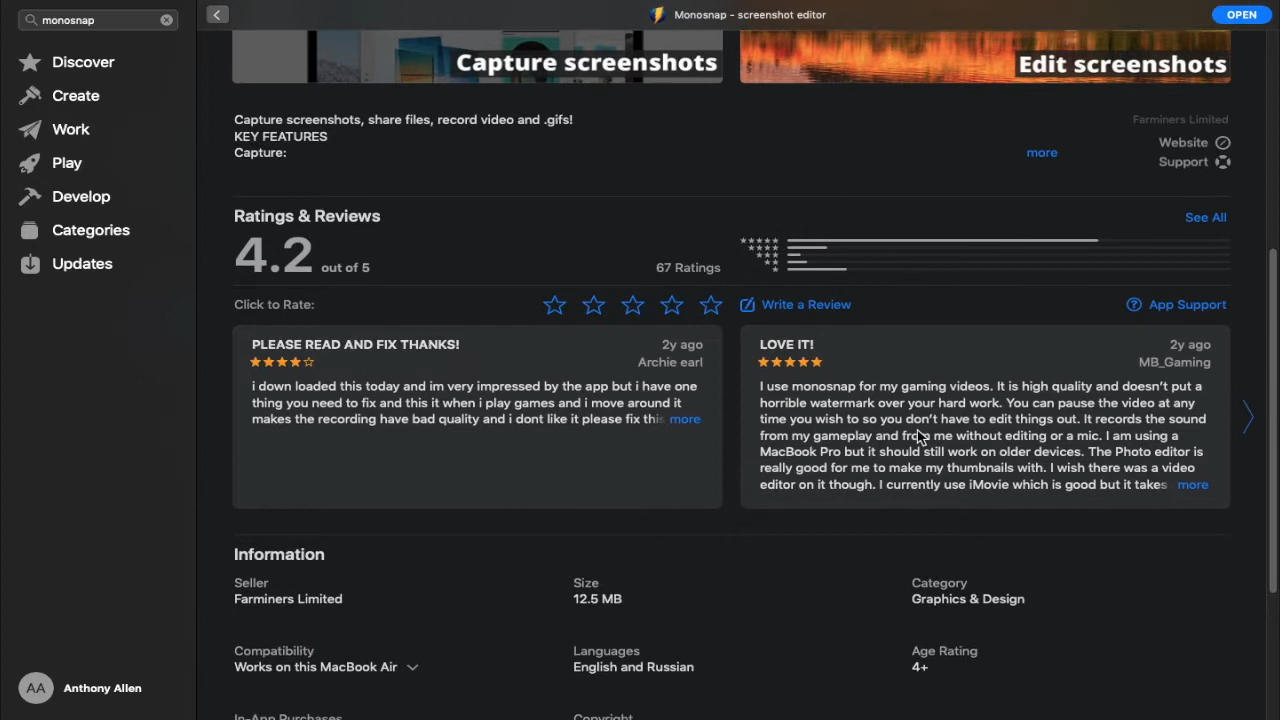 monosnap
Monosnap - screenshot editor
OPEN
Discover
Create
Work
Play
Develop
Categories
Updates
AA
Anthony Allen
Capture screenshots
Edit screenshots
Capture screenshots, share files, record video and .gifs!
KEY FEATURES
Capture:
more
Farminers Limited
Website
Support
Ratings & Reviews
See All
4.2 out of 5
67 Ratings
Click to Rate:
Write a Review
App Support
PLEASE READ AND FIX THANKS!
2y ago
Archie earl
i down loaded this today and im very impressed by the app but i have one
thing you need to fix and this it when i play games and i move around it
makes the recording have bad quality and i dont like it please fix this more
LOVE IT!
2y ago
MB_Gaming
I use monosnap for my gaming videos. It is high quality and doesn't put a
horrible watermark over your hard work. You can pause the video at any
time you wish to so you don't have to edit things out. It records the sound
from my gameplay and from me without editing or a mic. I am using a
MacBook Pro but it should still work on older devices. The Photo editor is
really good for me to make my thumbnails with. I wish there was a video
editor on it though. I currently use iMovie which is good but it takes more
Information
Seller
Farminers Limited
Size
12.5 MB
Category
Graphics & Design
Compatibility
Works on this MacBook Air
Languages
English and Russian
Age Rating
4+
In-App Purchases
Copyright